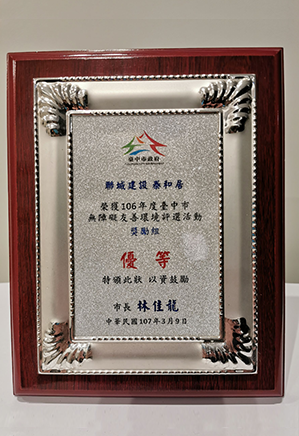 臺中市政府
聯城建設 泰和居
榮獲106年度臺中市
無障礙友善環境評選活動
獎勵組
優等
特頒此狀 以資鼓勵
市長 林佳龍
中華民國107年3月9日